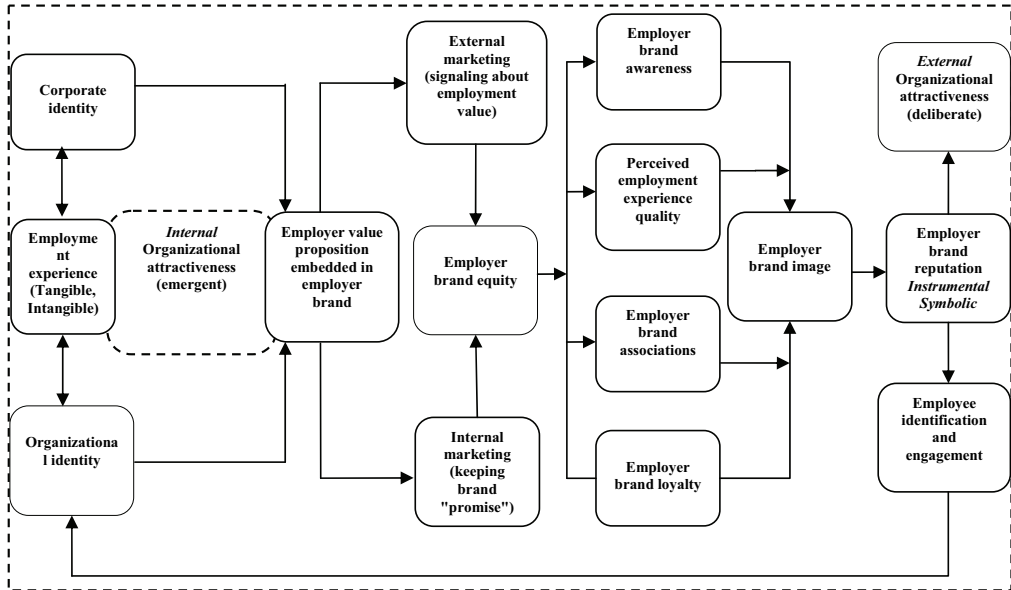 Corporate
identity
Employme
nt
experience
(Tangible,
Intangible)
Organizationa
l identity
Internal
Organizational
attractiveness
(emergent)
Employer value
proposition
embedded in
employer
brand
External
marketing
(signaling about
employment
value)
Employer
brand equity
Internal
marketing
(keeping
brand
"promise")
Employer
brand
awareness
Perceived
employment
experience
quality
Employer
brand
associations
Employer
brand loyalty
Employer
brand image
External
Organizational
attractiveness
(deliberate)
Employer
brand
reputation
Instrumental
Symbolic
Employee
identification
and
engagement